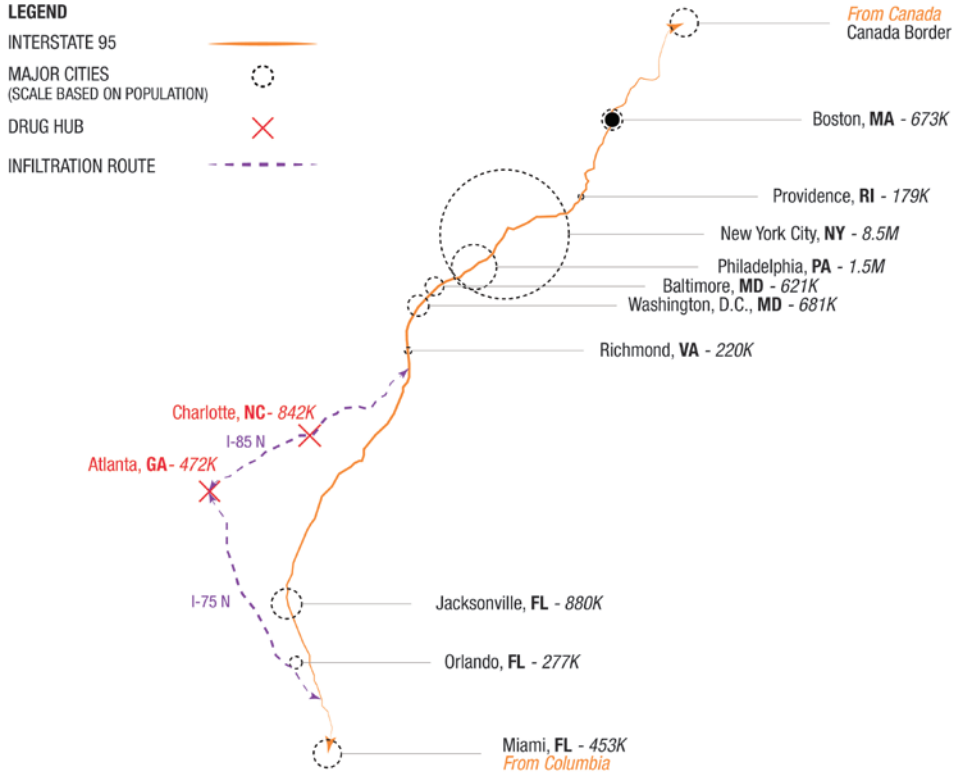 LEGEND
INTERSTATE 95
MAJOR CITIES
(SCALE BASED ON POPULATION)
DRUG HUB
INFILTRATION ROUTE
From Canada
Canada Border
Boston, MA - 673K
Providence, RI - 179K
New York City, NY - 8.5M
Philadelphia, PA - 1.5M
Baltimore, MD - 621K
Washington, D.C., MD - 681K
Richmond, VA - 220K
Charlotte, NC - 842K
I-85 N
Atlanta, GA - 472K
I-75 N
Jacksonville, FL - 880K
Orlando, FL - 277K
Miami, FL - 453K
From Columbia